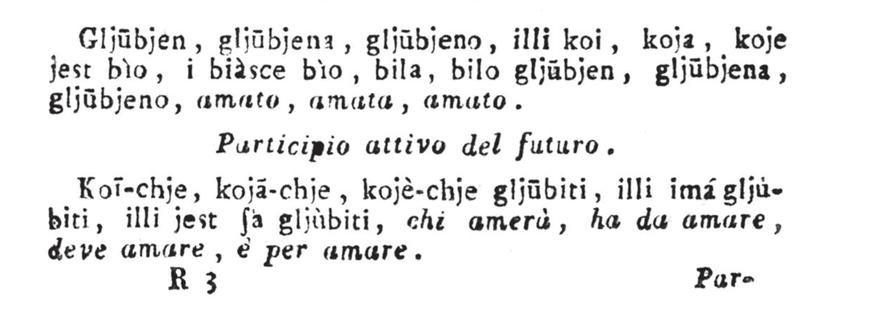 Gljūbjen, gljūbjena, gljūbjeno, illi koi, koja, koje
jest bìo, i biàsce bìo, bila, bilo gljūbjen, gljūbjena,
gljūbjeno, amato, amata, amato.
Participio attivo del futuro.
Koī-chje, kojā-chje, kojè-chje gljūbiti, illi imá gljù-
biti, illi jest ſa gljùbiti, chi amerà, ha da amare,
deve amare, è per amare.
R 3 Par-